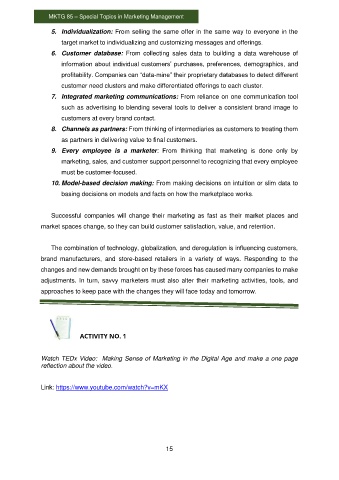 MKTG 85 – Special Topics in Marketing Management
5. Individualization: From selling the same offer in the same way to everyone in the
target market to individualizing and customizing messages and offerings.
6. Customer database: From collecting sales data to building a data warehouse of
information about individual customers' purchases, preferences, demographics, and
profitability. Companies can "data-mine" their proprietary databases to detect different
customer need clusters and make differentiated offerings to each cluster.
7. Integrated marketing communications: From reliance on one communication tool
such as advertising to blending several tools to deliver a consistent brand image to
customers at every brand contact.
8. Channels as partners: From thinking of intermediaries as customers to treating them
as partners in delivering value to final customers.
9. Every employee is a marketer: From thinking that marketing is done only by
marketing, sales, and customer support personnel to recognizing that every employee
must be customer-focused.
10. Model-based decision making: From making decisions on intuition or slim data to
basing decisions on models and facts on how the marketplace works.
Successful companies will change their marketing as fast as their market places and
market spaces change, so they can build customer satisfaction, value, and retention.
The combination of technology, globalization, and deregulation is influencing customers,
brand manufacturers, and store-based retailers in a variety of ways. Responding to the
changes and new demands brought on by these forces has caused many companies to make
adjustments. In turn, savvy marketers must also alter their marketing activities, tools, and
approaches to keep pace with the changes they will face today and tomorrow.
ACTIVITY NO. 1
Watch TEDx Video: Making Sense of Marketing in the Digital Age and make a one page
reflection about the video.
Link: https://www.youtube.com/watch?v=mKX
15